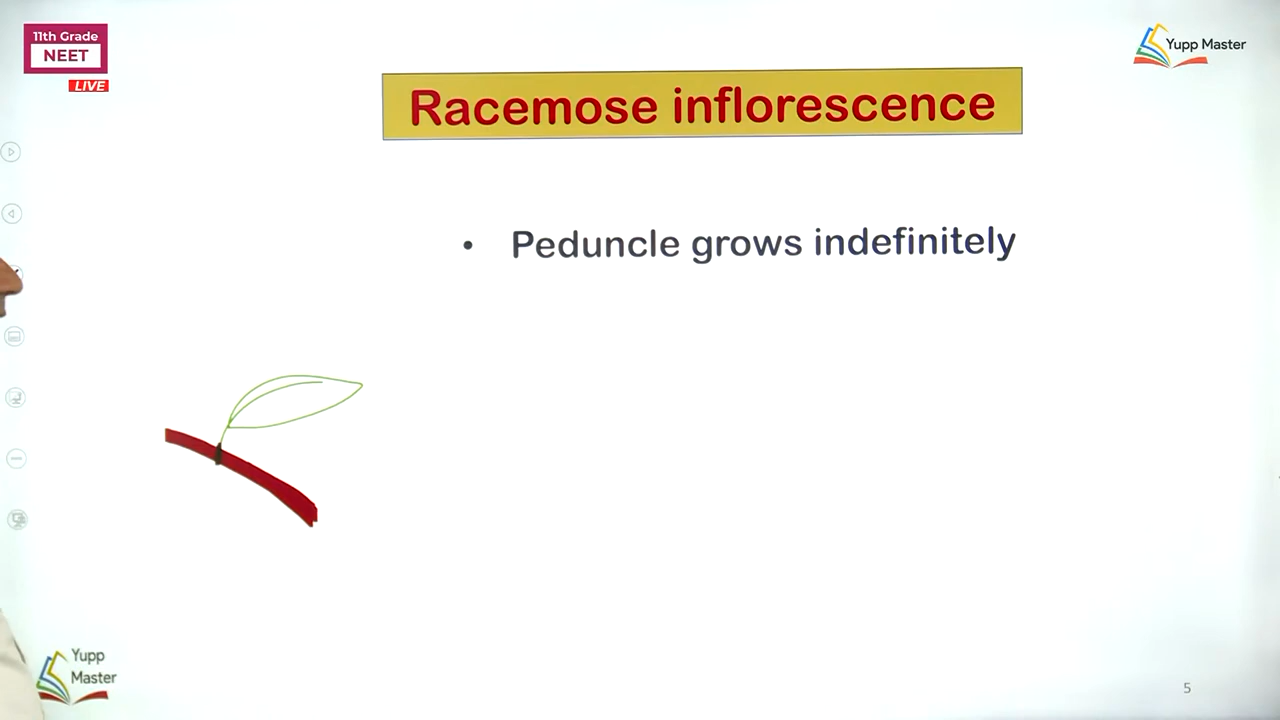 11th Grade
NEET
LIVE
Yupp Master
Racemose inflorescence
• Peduncle grows indefinitely
Yupp
Master
5